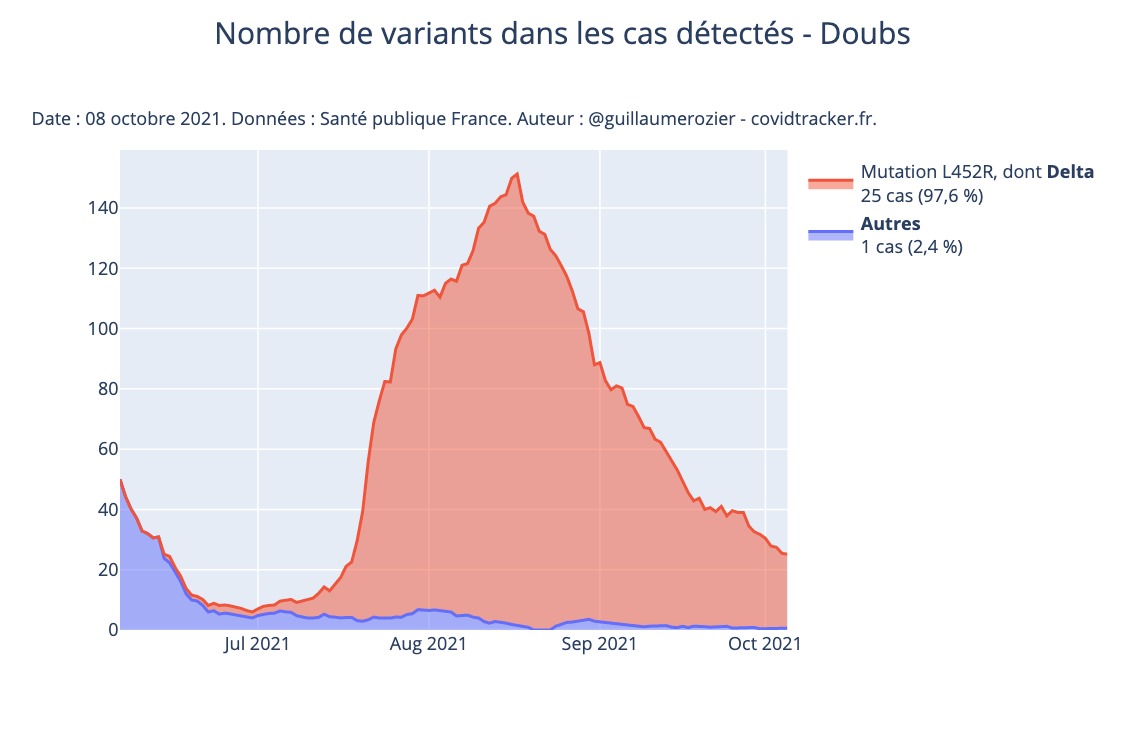 Nombre de variants dans les cas détectés - Doubs
Date : 08 octobre 2021. Données : Santé publique France. Auteur : @guillaumerozier - covidtracker.fr.
Mutation L452R, dont Delta
25 cas (97,6 %)
Autres
1 cas (2,4 %)
140
120
100
80
60
40
20
0
Jul 2021
Aug 2021
Sep 2021
Oct 2021